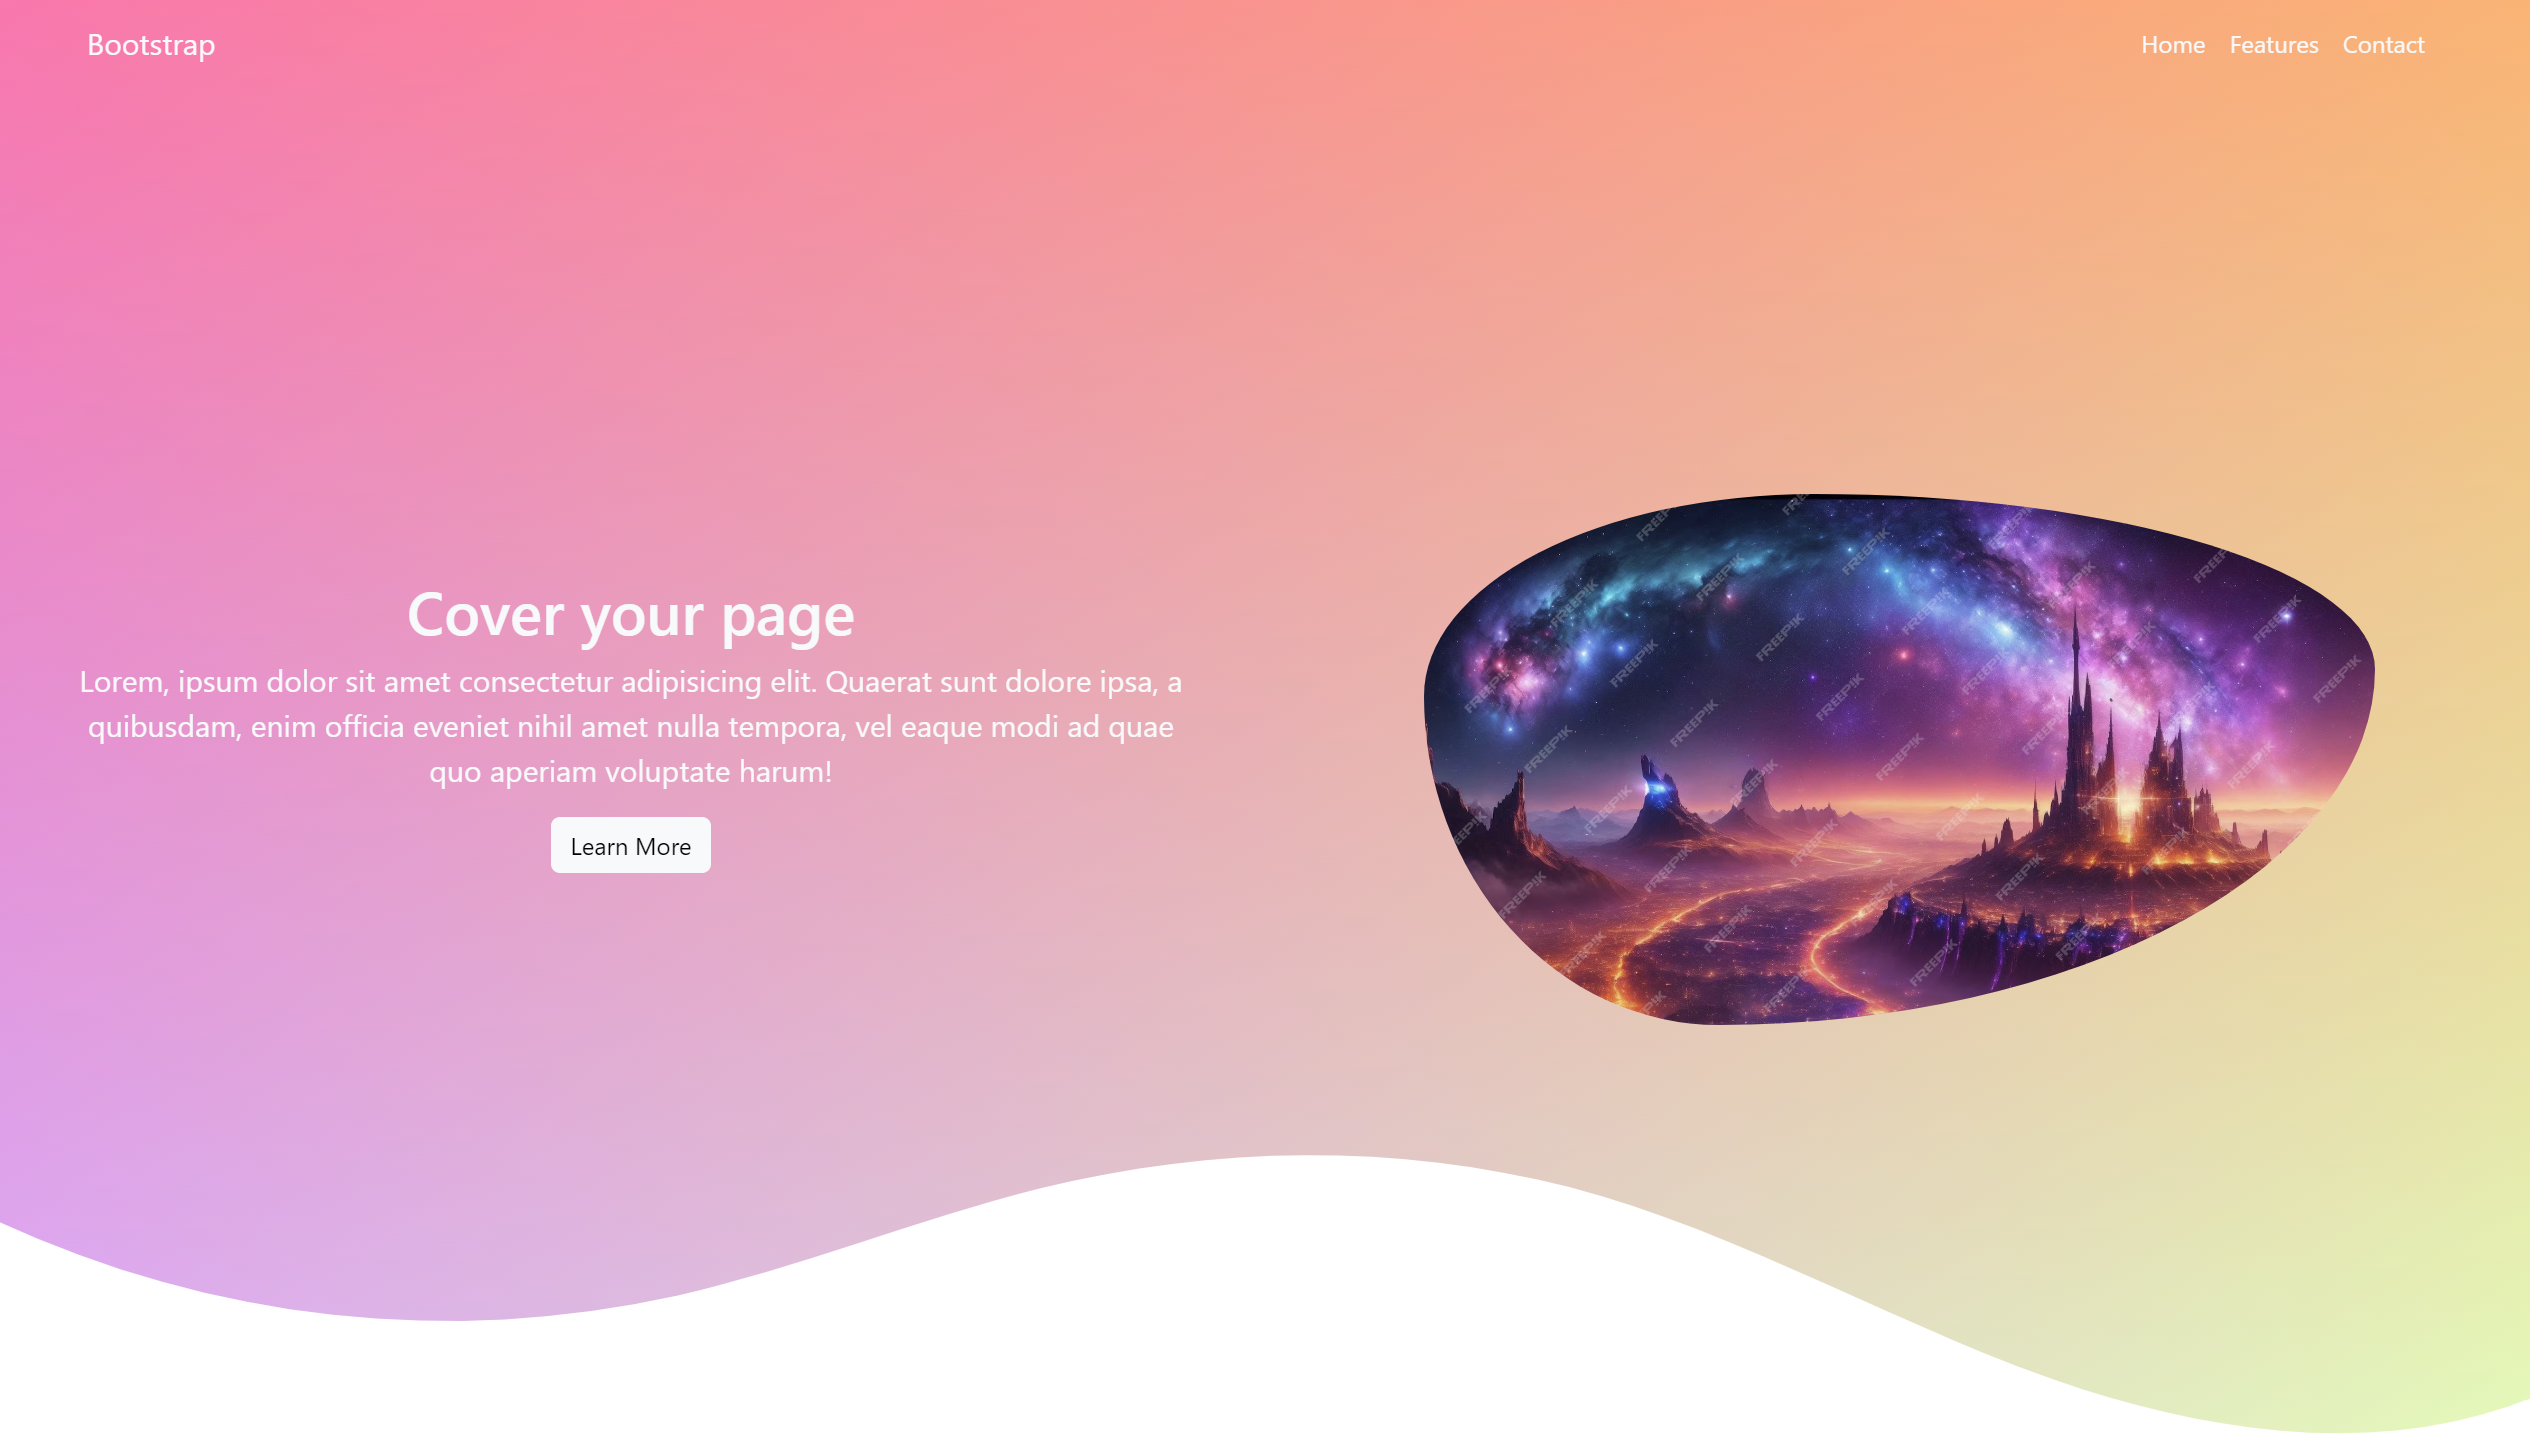 Bootstrap
Home Features Contact
Cover your page
Lorem, ipsum dolor sit amet consectetur adipisicing elit. Quaerat sunt dolore ipsa, a
quibusdam, enim officia eveniet nihil amet nulla tempora, vel eaque modi ad quae
quo aperiam voluptate harum!
Learn More
FREEPIK